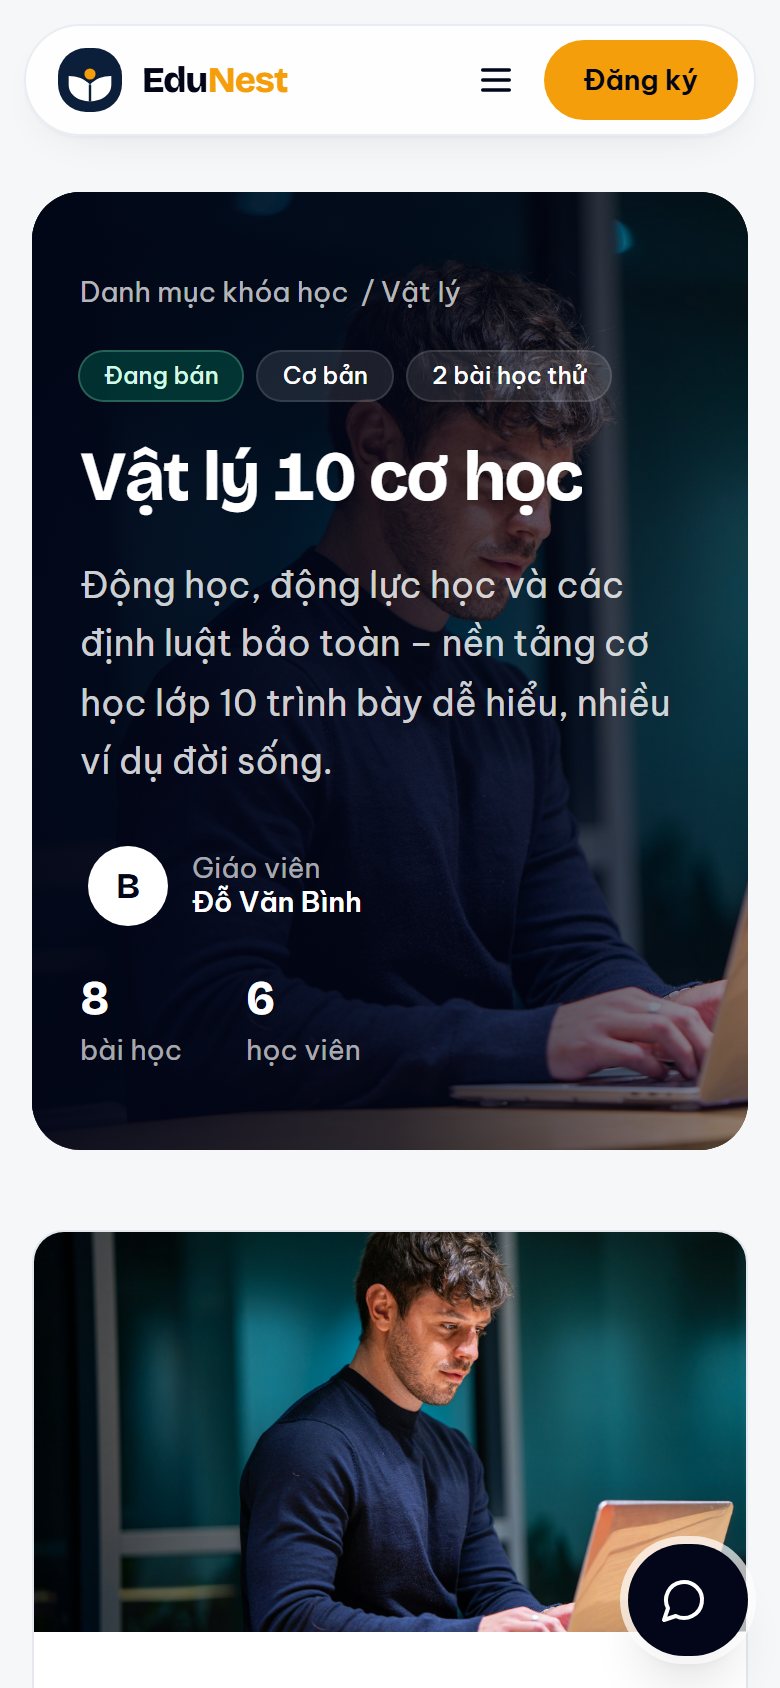 EduNest
Đăng ký
Danh mục khóa học / Vật lý
Đang bán
Cơ bản
2 bài học thử
Vật lý 10 cơ học
Động học, động lực học và các
định luật bảo toàn – nền tảng cơ
học lớp 10 trình bày dễ hiểu, nhiều
ví dụ đời sống.
B
Giáo viên
Đỗ Văn Bình
8
bài học
6
học viên